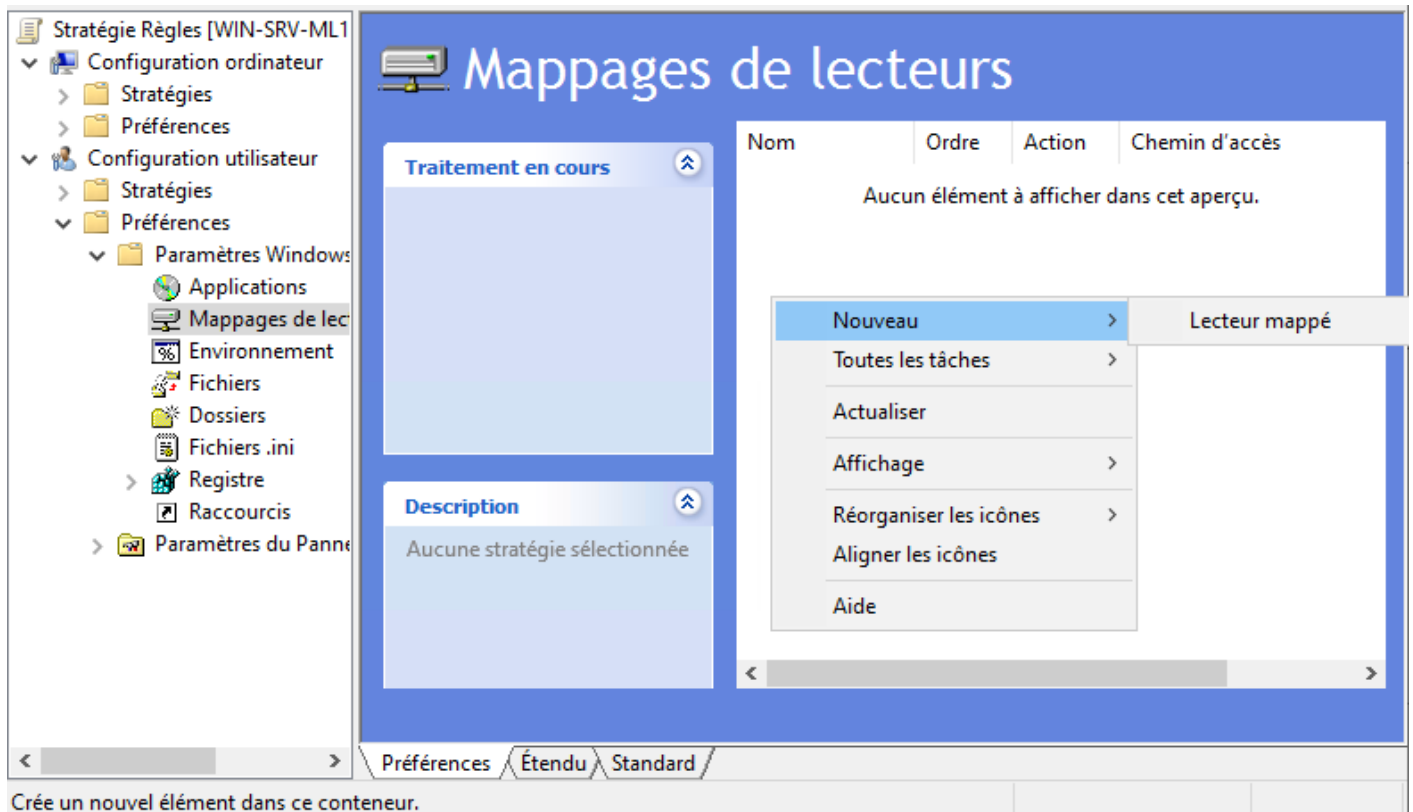 Stratégie Règles [WIN-SRV-ML1
Configuration ordinateur
Stratégies
Préférences
Configuration utilisateur
Stratégies
Préférences
Paramètres Windows
Applications
Mappages de lec
Environnement
Fichiers
Dossiers
Fichiers .ini
Registre
Raccourcis
Paramètres du Panne
Mappages de lecteurs
Traitement en cours
Description
Aucune stratégie sélectionnée
Nom Ordre Action Chemin d'accès
Aucun élément à afficher dans cet aperçu.
Nouveau
Lecteur mappé
Toutes les tâches
Actualiser
Affichage
Réorganiser les icônes
Aligner les icônes
Aide
Préférences Étendu Standard
Crée un nouvel élément dans ce conteneur.